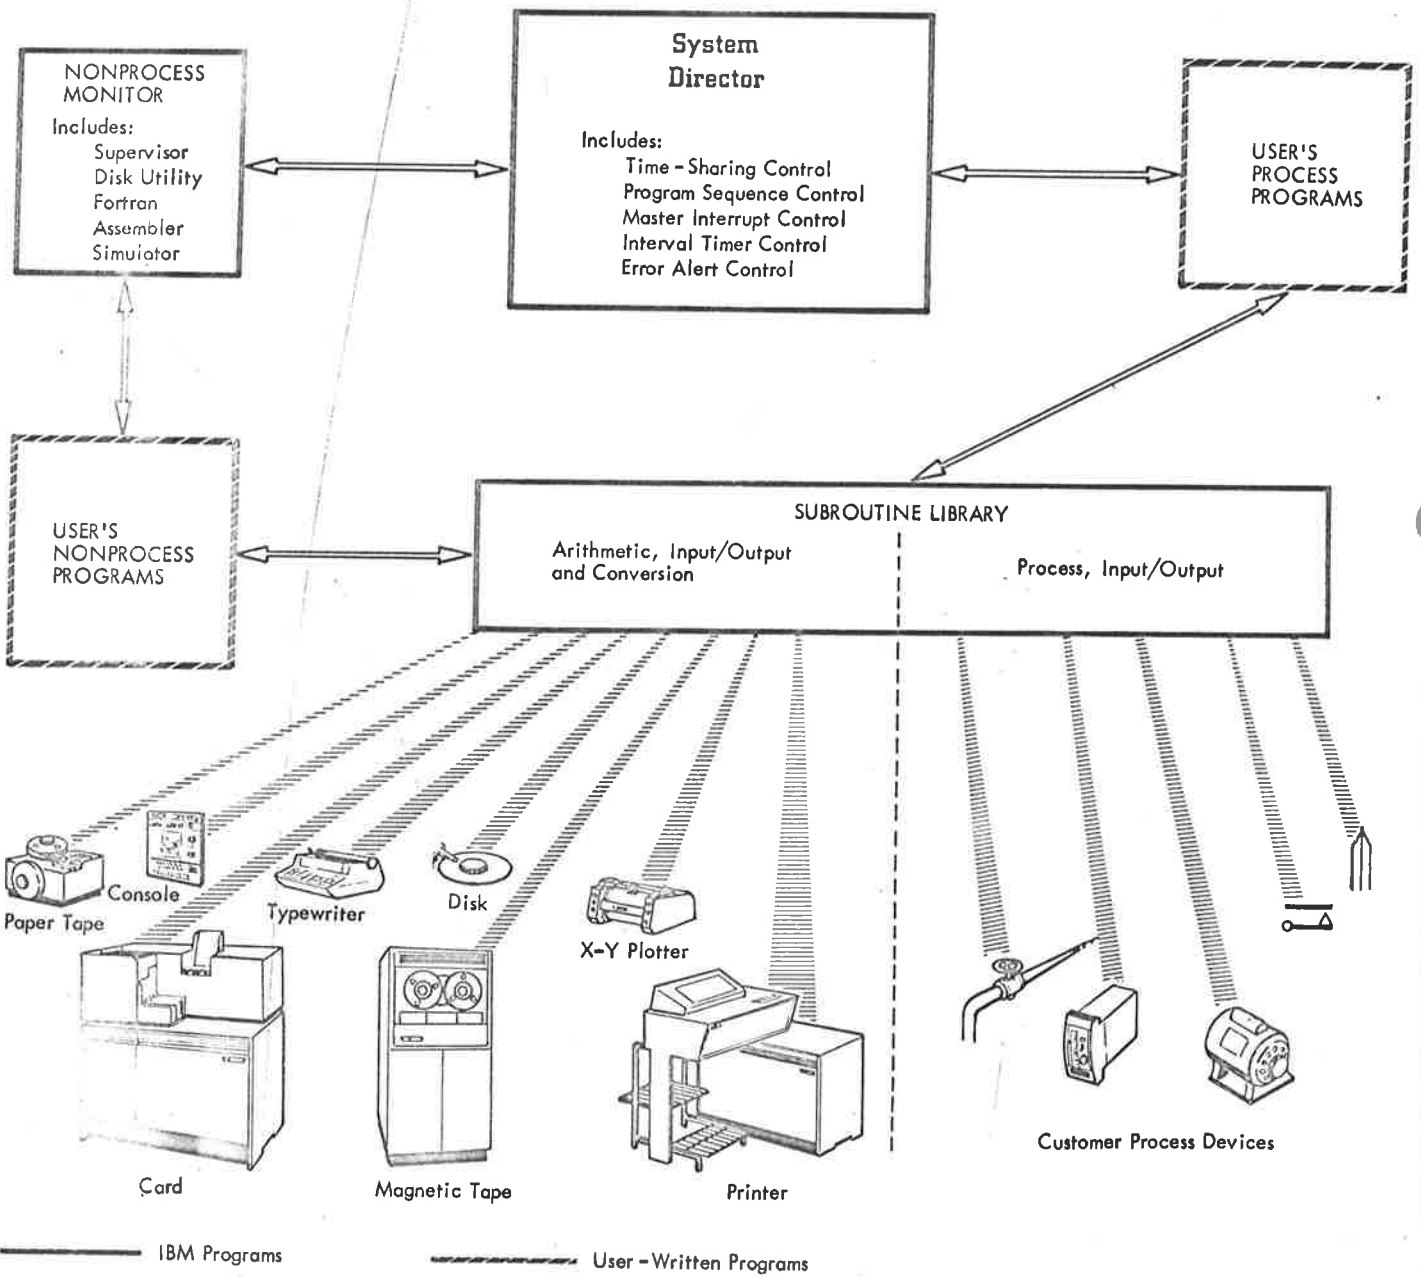 System
Director
Includes:
Time-Sharing Control
Program Sequence Control
Master Interrupt Control
Interval Timer Control
Error Alert Control
NONPROCESS
MONITOR
Includes:
Supervisor
Disk Utility
Fortran
Assembler
Simulator
USER'S
PROCESS
PROGRAMS
USER'S
NONPROCESS
PROGRAMS
SUBROUTINE LIBRARY
Arithmetic, Input/Output
and Conversion
Process, Input/Output
Paper Tape
Console
Typewriter
Disk
X-Y Plotter
Card
Magnetic Tape
Printer
Customer Process Devices
IBM Programs
User-Written Programs